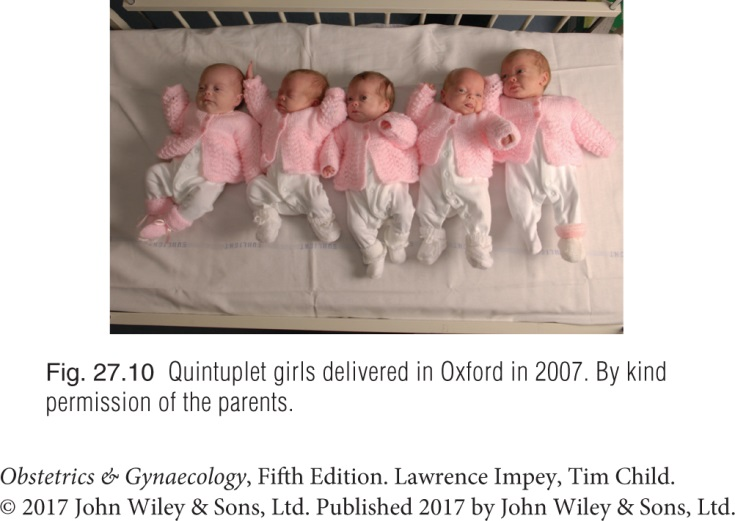 Fig. 27.10 Quintuplet girls delivered in Oxford in 2007. By kind
permission of the parents.
Obstetrics & Gynaecology, Fifth Edition. Lawrence Impey, Tim Child.
© 2017 John Wiley & Sons, Ltd. Published 2017 by John Wiley & Sons, Ltd.